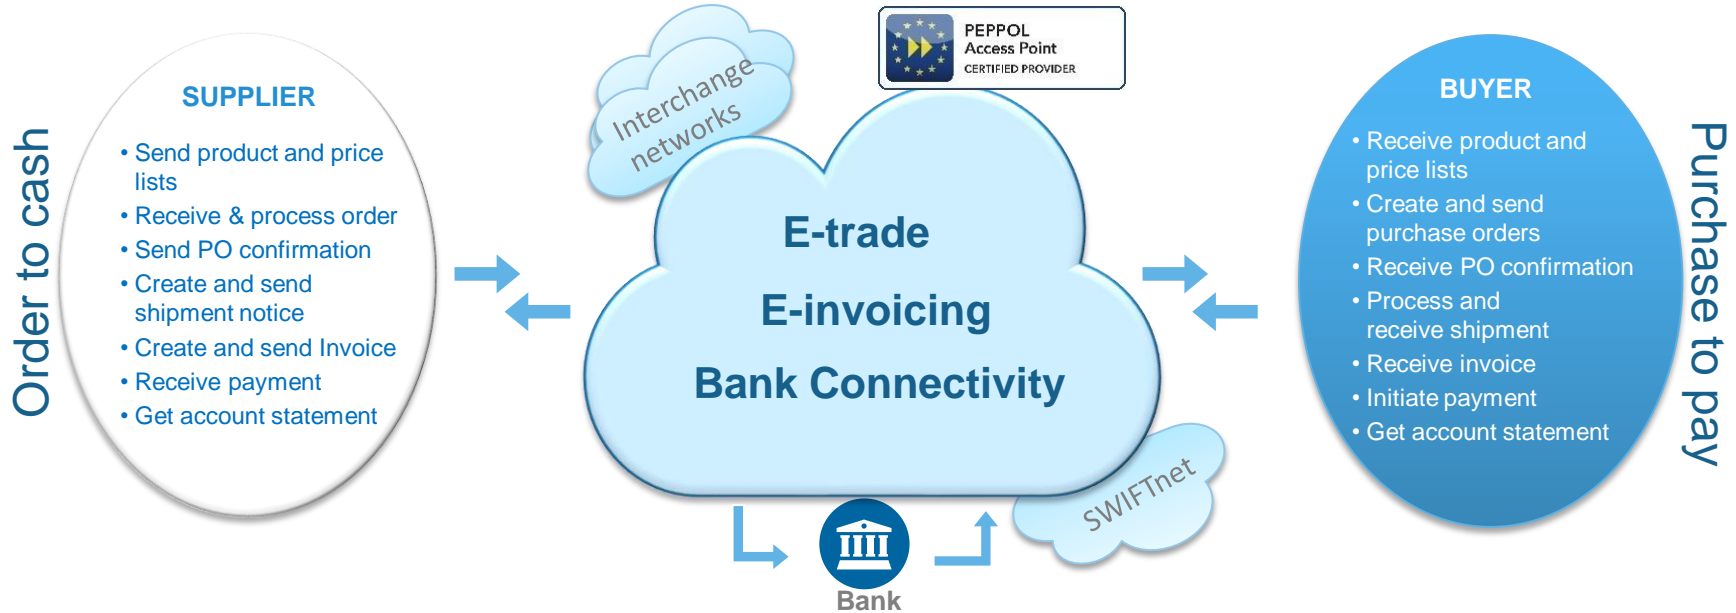 Order to cash
SUPPLIER
• Send product and price
lists
• Receive & process order
• Send PO confirmation
• Create and send
shipment notice
• Create and send Invoice
• Receive payment
• Get account statement
Interchange
networks
PEPPOL
Access Point
CERTIFIED PROVIDER
E-trade
E-invoicing
Bank Connectivity
SWIFTnet
Bank
BUYER
• Receive product and
price lists
• Create and send
purchase orders
• Receive PO confirmation
• Process and
receive shipment
• Receive invoice
• Initiate payment
• Get account statement
Purchase to pay